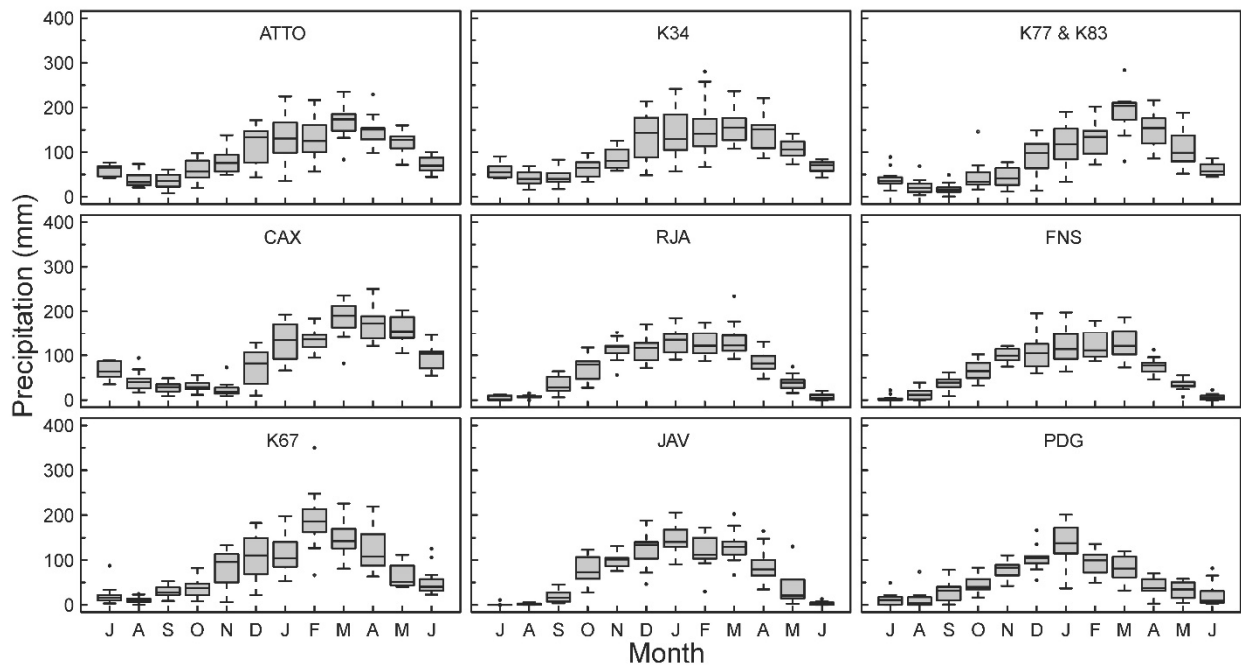 400
300
200
100
0
ATTO
K34
K77 & K83
400
300
200
100
0
CAX
RJA
FNS
400
300
200
100
0
K67
JAV
PDG
Precipitation (mm)
J A S O N D J F M A M J
J A S O N D J F M A M J
J A S O N D J F M A M J
Month